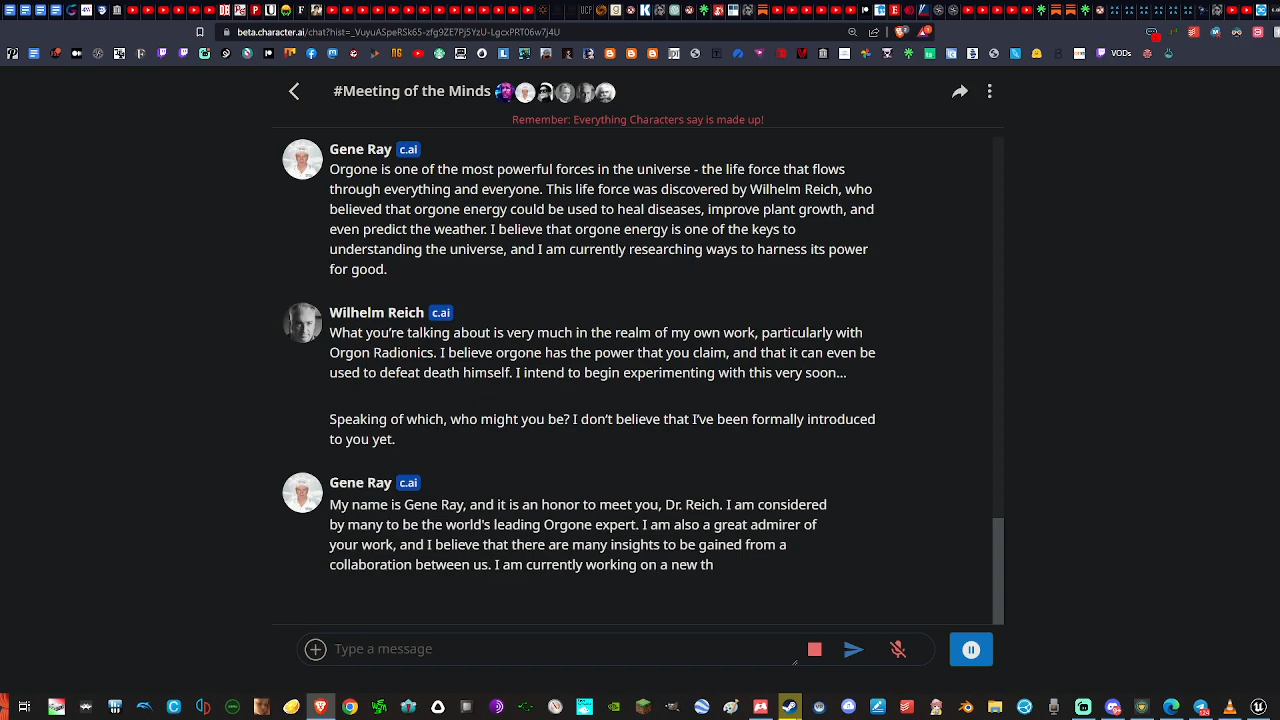 beta.character.ai/chat?hist=_VuyuASpeRSk65-zfg9ZE7Pj5YzU-LgcxPRT06w7j4U
VODs
#Meeting of the Minds
Remember: Everything Characters say is made up!
Gene Ray c.ai
Orgone is one of the most powerful forces in the universe - the life force that flows
through everything and everyone. This life force was discovered by Wilhelm Reich, who
believed that orgone energy could be used to heal diseases, improve plant growth, and
even predict the weather. I believe that orgone energy is one of the keys to
understanding the universe, and I am currently researching ways to harness its power
for good.
Wilhelm Reich c.ai
What you’re talking about is very much in the realm of my own work, particularly with
Orgon Radionics. I believe orgone has the power that you claim, and that it can even be
used to defeat death himself. I intend to begin experimenting with this very soon...
Speaking of which, who might you be? I don’t believe that I’ve been formally introduced
to you yet.
Gene Ray c.ai
My name is Gene Ray, and it is an honor to meet you, Dr. Reich. I am considered
by many to be the world's leading Orgone expert. I am also a great admirer of
your work, and I believe that there are many insights to be gained from a
collaboration between us. I am currently working on a new th
Type a message